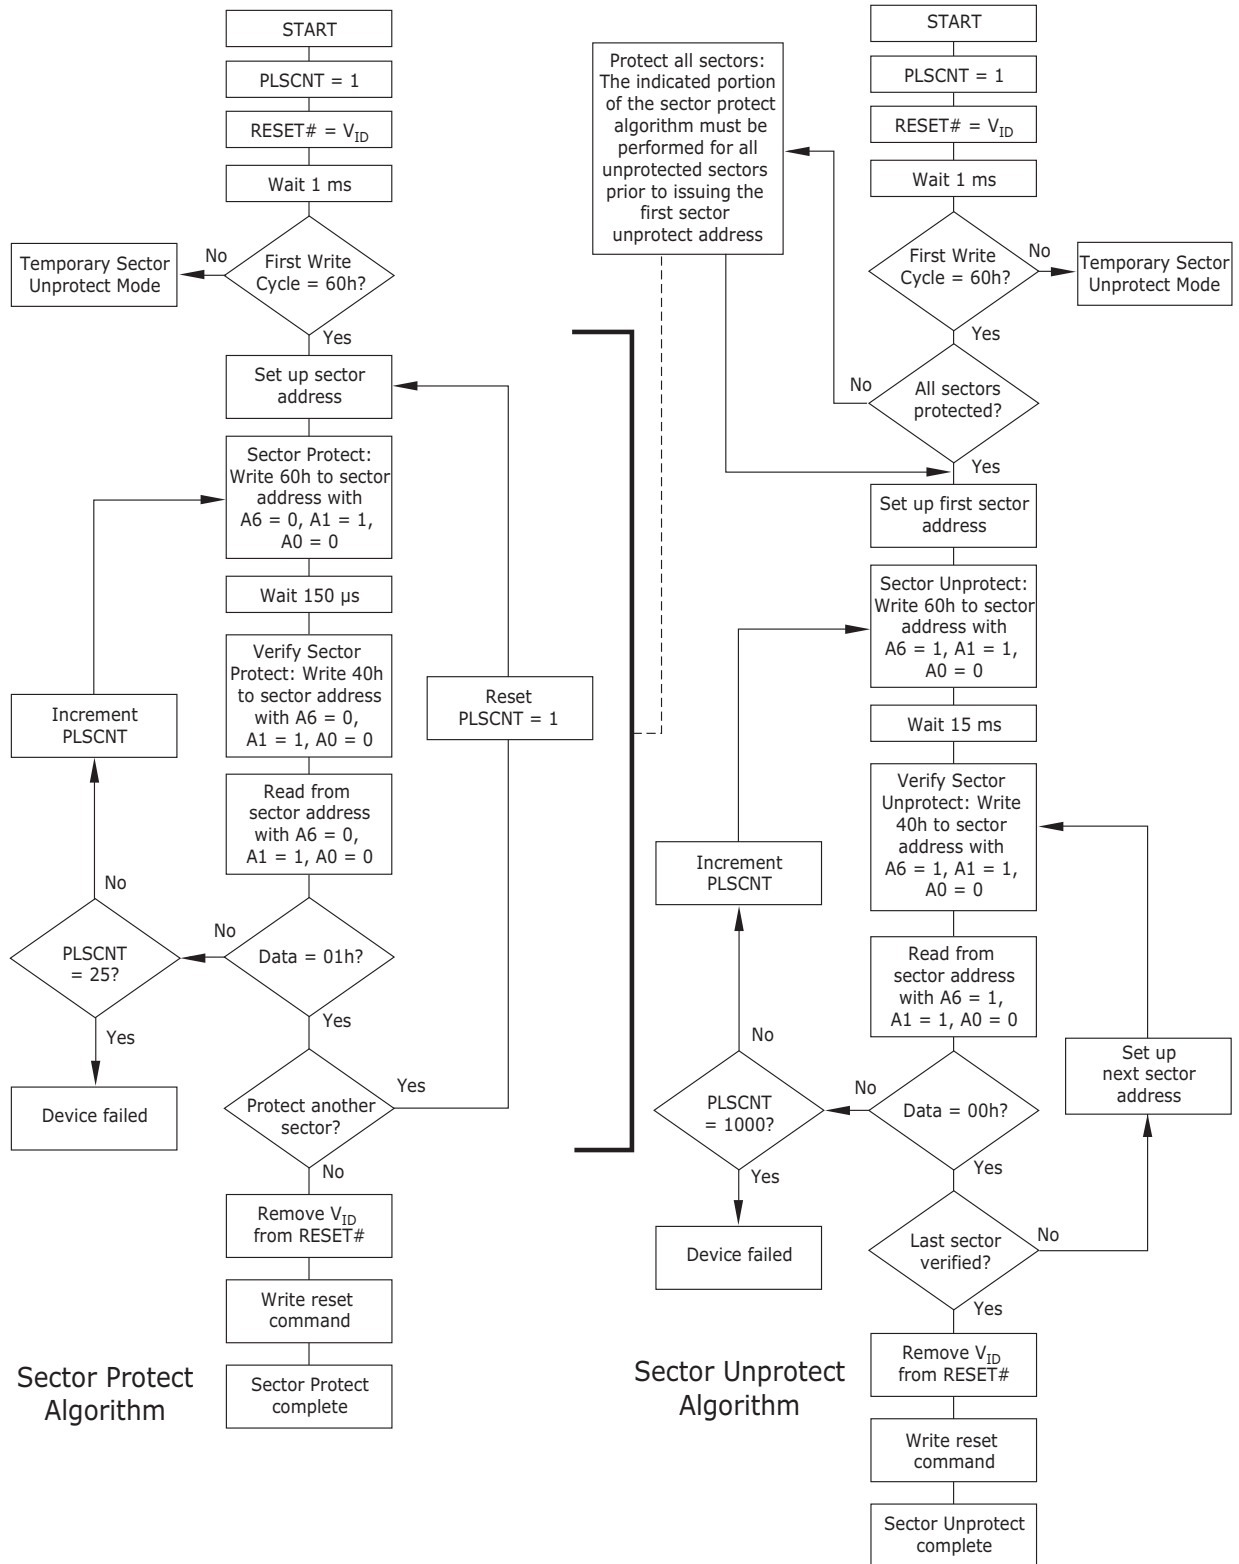 START
PLSCNT = 1
RESET# = VID
Wait 1 ms
First Write
Cycle = 60h?
No
Temporary Sector
Unprotect Mode
Yes
Set up sector
address
Sector Protect:
Write 60h to sector
address with
A6 = 0, A1 = 1,
A0 = 0
Wait 150 µs
Verify Sector
Protect: Write 40h
to sector address
with A6 = 0,
A1 = 1, A0 = 0
Increment
PLSCNT
Reset
PLSCNT = 1
Read from
sector address
with A6 = 0,
A1 = 1, A0 = 0
No
PLSCNT
= 25?
No
Data = 01h?
Yes
Yes
Device failed
Protect another
sector?
Yes
No
Remove VID
from RESET#
Write reset
command
Sector Protect
complete
Sector Protect
Algorithm
Protect all sectors:
The indicated portion
of the sector protect
algorithm must be
performed for all
unprotected sectors
prior to issuing the
first sector
unprotect address
START
PLSCNT = 1
RESET# = VID
Wait 1 ms
First Write
Cycle = 60h?
No
Temporary Sector
Unprotect Mode
Yes
No
All sectors
protected?
Yes
Set up first sector
address
Sector Unprotect:
Write 60h to sector
address with
A6 = 1, A1 = 1,
A0 = 0
Wait 15 ms
Verify Sector
Unprotect: Write
40h to sector
address with
A6 = 1, A1 = 1,
A0 = 0
Increment
PLSCNT
Read from
sector address
with A6 = 1,
A1 = 1, A0 = 0
No
Set up
next sector
address
PLSCNT
= 1000?
No
Data = 00h?
Yes
Yes
Device failed
Last sector
verified?
No
Yes
Remove VID
from RESET#
Write reset
command
Sector Unprotect
complete
Sector Unprotect
Algorithm